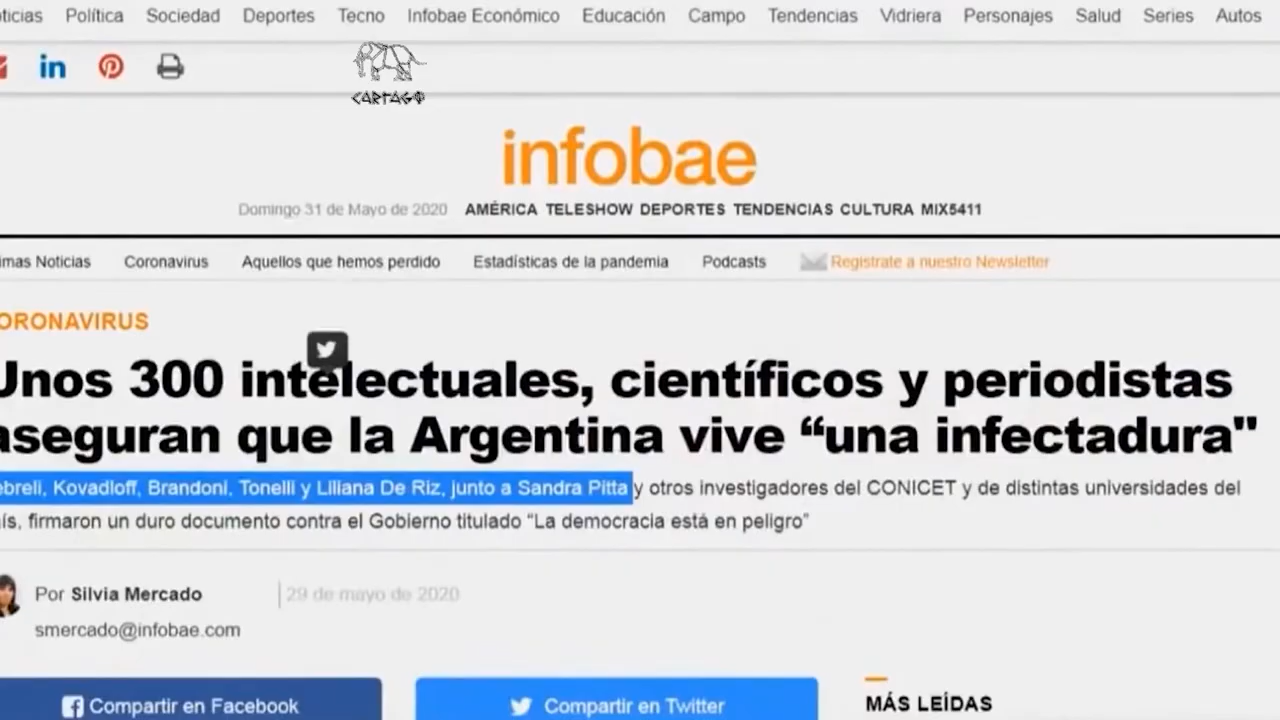 ticias Política Sociedad Deportes Tecno Infobae Económico Educación Campo Tendencias Vidriera Personajes Salud Series Autos
in
CARTAGO
infobae
Domingo 31 de Mayo de 2020 AMÉRICA TELESHOW DEPORTES TENDENCIAS CULTURA MIX5411
imas Noticias Coronavirus Aquellos que hemos perdido Estadísticas de la pandemia Podcasts Registrate a nuestro Newsletter
ORONAVIRUS
Unos 300 intelectuales, científicos y periodistas
aseguran que la Argentina vive “una infectadura"
ebreli, Kovadloff, Brandoni, Tonelli y Liliana De Riz, junto a Sandra Pitta y otros investigadores del CONICET y de distintas universidades del
ís, firmaron un duro documento contra el Gobierno titulado “La democracia está en peligro”
Por Silvia Mercado 29 de mayo de 2020
smercado@infobae.com
Compartir en Facebook Compartir en Twitter
MÁS LEÍDAS